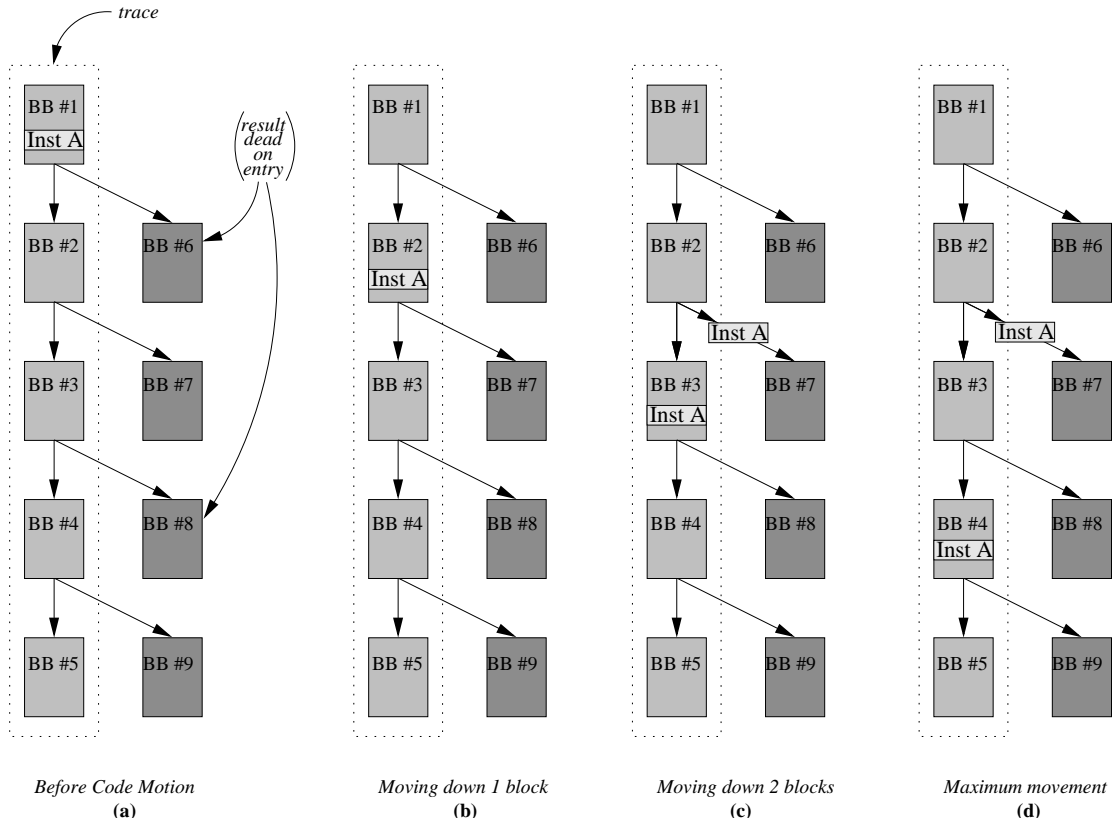 trace
BB #1
Inst A
result
dead
on
entry
BB #2
BB #6
BB #3
BB #7
BB #4
BB #8
BB #5
BB #9
Before Code Motion
(a)
BB #1
BB #2
Inst A
BB #6
BB #3
BB #7
BB #4
BB #8
BB #5
BB #9
Moving down 1 block
(b)
BB #1
BB #2
BB #6
Inst A
BB #3
Inst A
BB #7
BB #4
BB #8
BB #5
BB #9
Moving down 2 blocks
(c)
BB #1
BB #2
BB #6
Inst A
BB #3
BB #7
BB #4
Inst A
BB #8
BB #5
BB #9
Maximum movement
(d)